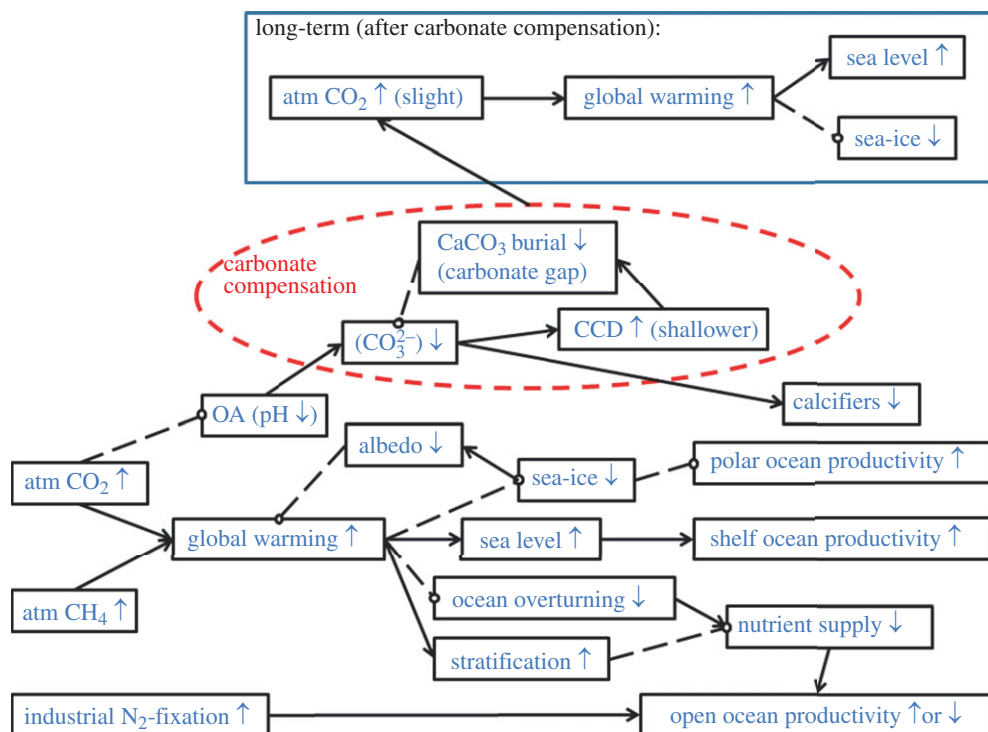 long-term (after carbonate compensation):
sea level ↑
atm CO₂ ↑ (slight)
global warming ↑
sea-ice ↓
CaCO₃ burial ↓
(carbonate gap)
carbonate
compensation
(CO₃²⁻) ↓
CCD ↑ (shallower)
OA (pH ↓)
calcifiers ↓
albedo ↓
polar ocean productivity ↑
atm CO₂ ↑
sea-ice ↓
global warming ↑
sea level ↑
shelf ocean productivity ↑
atm CH₄ ↑
ocean overturning ↓
nutrient supply ↓
stratification ↑
industrial N₂-fixation ↑
open ocean productivity ↑or ↓